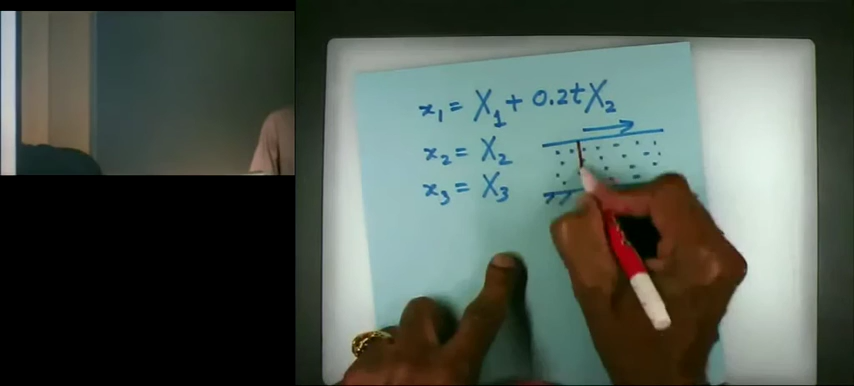 x₁ = X₁ + 0.2tX₂
x₂ = X₂
x₃ = X₃